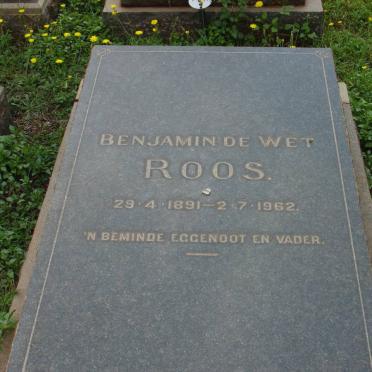 BENJAMIN DE WET
ROOS.
29·4·1891—2·7·1962.
'N BEMINDE EGGENOOT EN VADER.